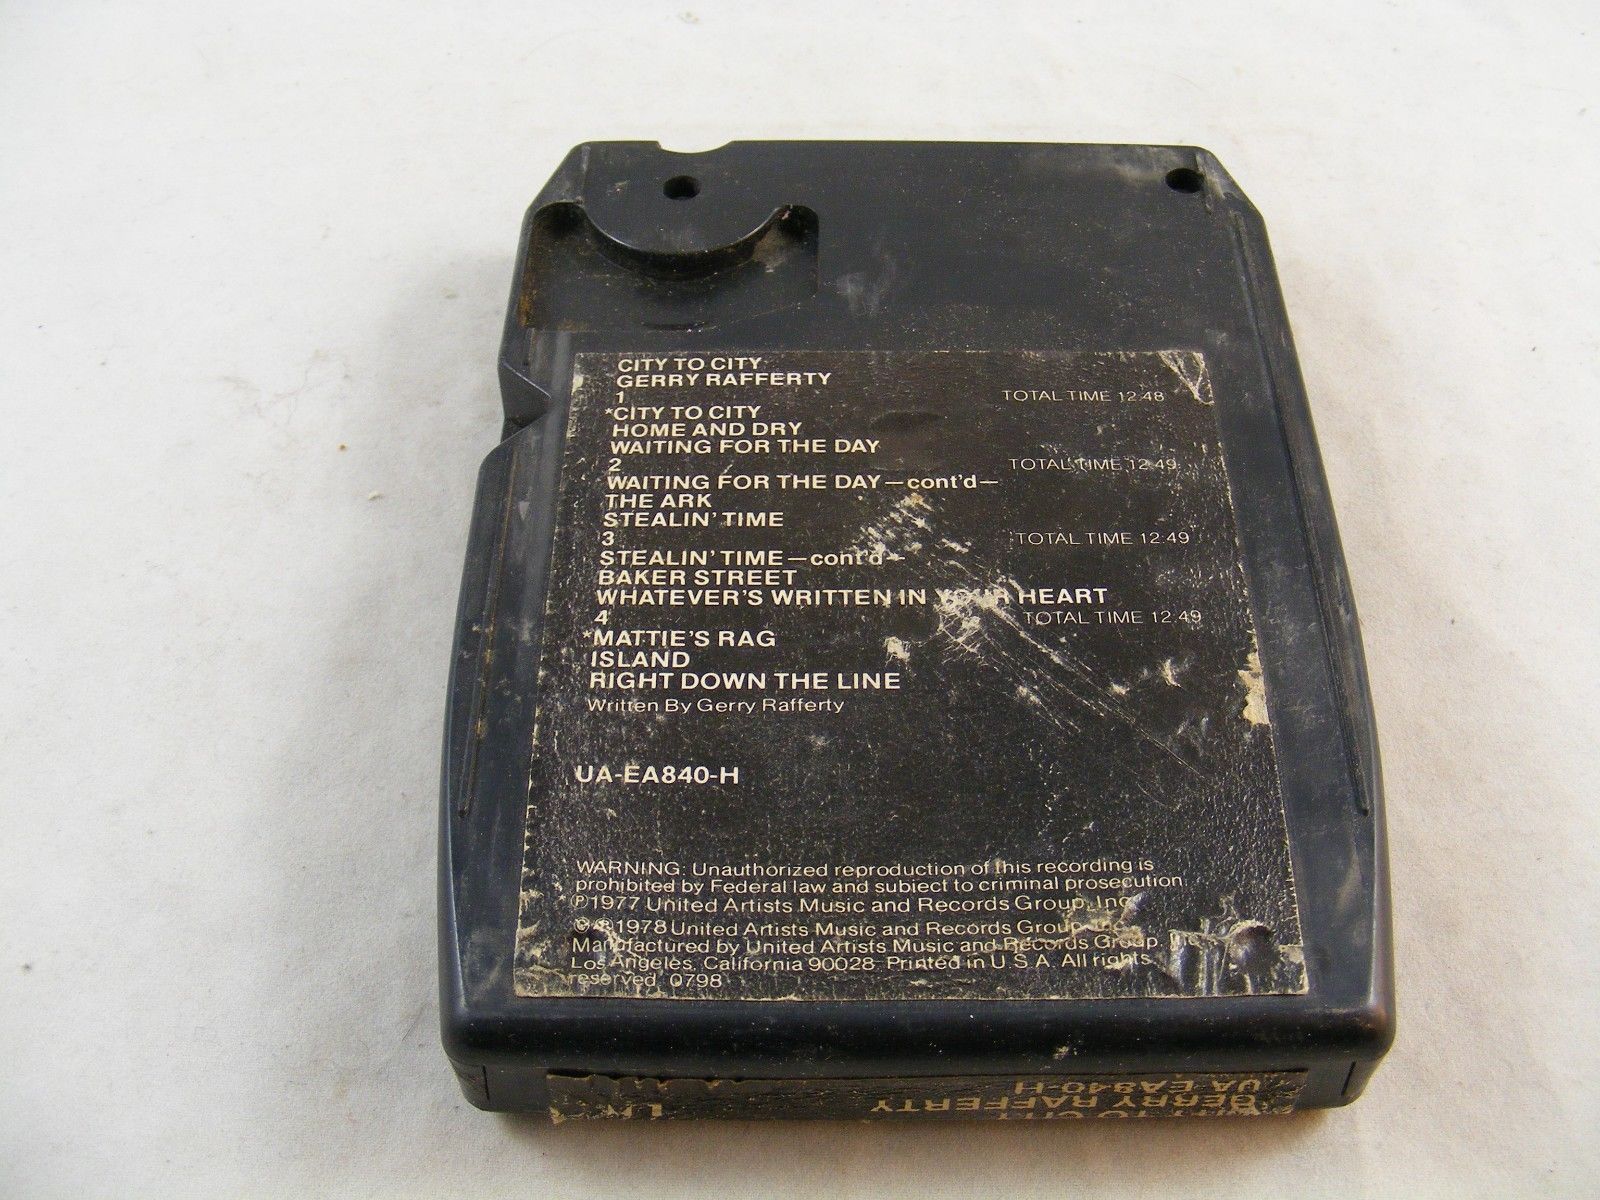 CITY TO CITY
GERRY RAFFERTY
1 TOTAL TIME 12:48
*CITY TO CITY
HOME AND DRY
WAITING FOR THE DAY
2 TOTAL TIME 12:49
WAITING FOR THE DAY—cont'd—
THE ARK
STEALIN' TIME
3 TOTAL TIME 12:49
STEALIN' TIME—cont'd—
BAKER STREET
WHATEVER'S WRITTEN IN YOUR HEART
4 TOTAL TIME 12:49
*MATTIE'S RAG
ISLAND
RIGHT DOWN THE LINE
Written By Gerry Rafferty
UA-EA840-H
WARNING: Unauthorized reproduction of this recording is
prohibited by Federal law and subject to criminal prosecution
*℗1977 United Artists Music and Records Group, Inc.
©℗1978 United Artists Music and Records Group, Inc.
Manufactured by United Artists Music and Records Group, Inc.
Los Angeles, California 90028 Printed in U.S.A. All rights
reserved. 0798
UA-EA840-H
GERRY RAFFERTY
TO CITY